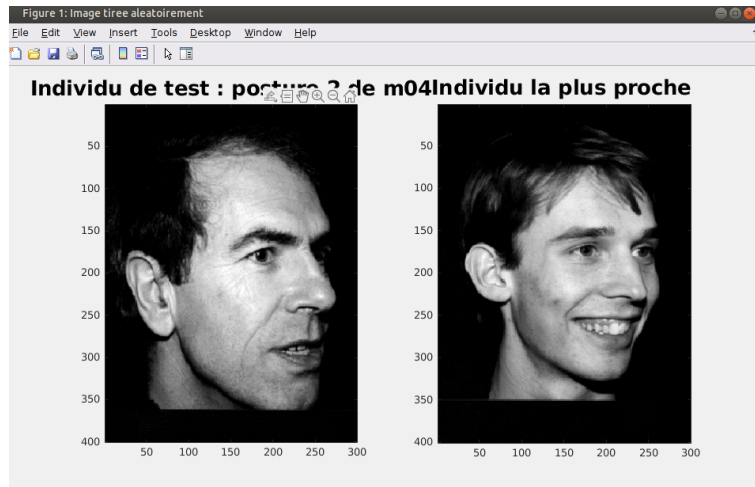 Figure 1: Image tiree aleatoirement
File Edit View Insert Tools Desktop Window Help
Individu de test : posture 2 de m04
Individu la plus proche
50
100
150
200
250
300
350
400
50 100 150 200 250 300
50
100
150
200
250
300
350
400
50 100 150 200 250 300